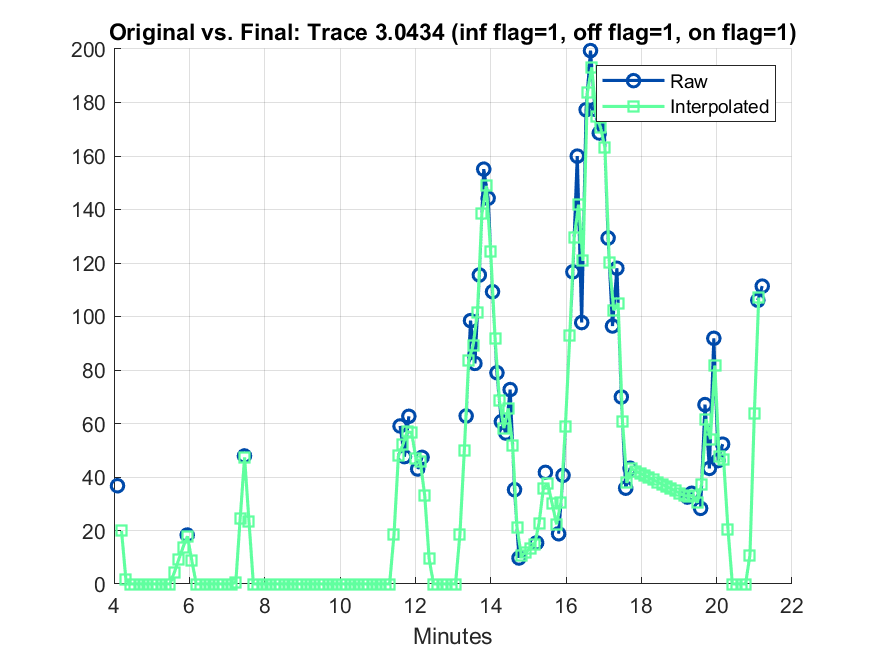 Original vs. Final: Trace 3.0434 (inf flag=1, off flag=1, on flag=1)
200
180
160
140
120
100
80
60
40
20
0
Raw
Interpolated
4 6 8 10 12 14 16 18 20 22
Minutes